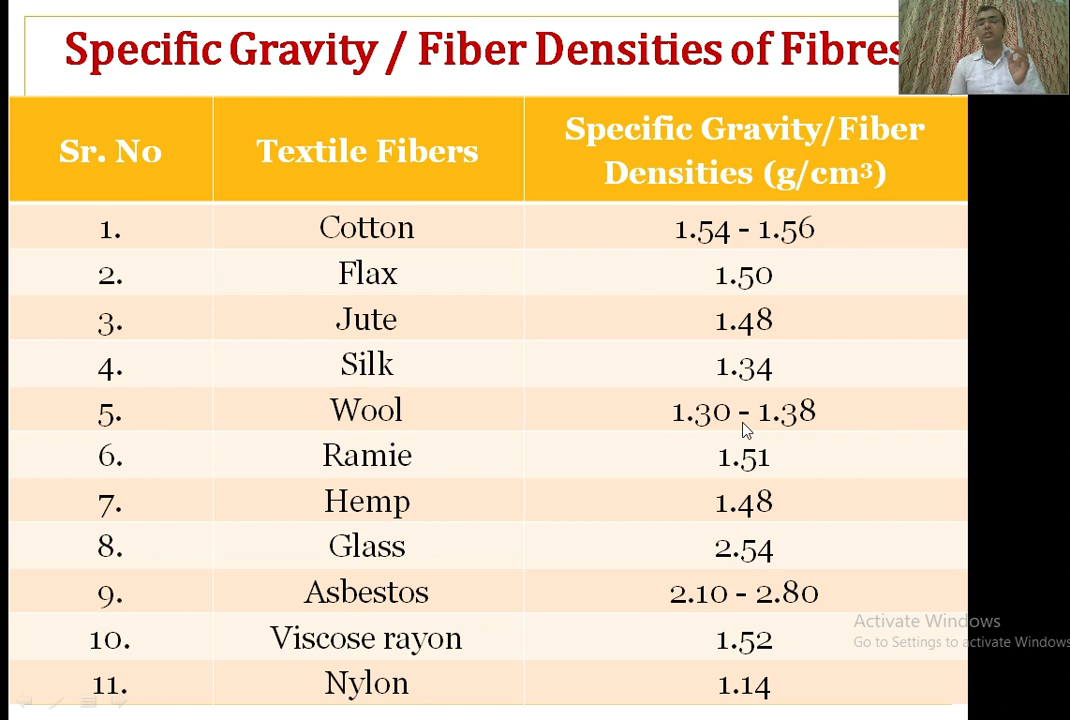 Specific Gravity / Fiber Densities of Fibres
Sr. No Textile Fibers Specific Gravity/Fiber Densities (g/cm³)
1. Cotton 1.54 - 1.56
2. Flax 1.50
3. Jute 1.48
4. Silk 1.34
5. Wool 1.30 - 1.38
6. Ramie 1.51
7. Hemp 1.48
8. Glass 2.54
9. Asbestos 2.10 - 2.80
10. Viscose rayon 1.52
11. Nylon 1.14
Activate Windows
Go to Settings to activate Windows